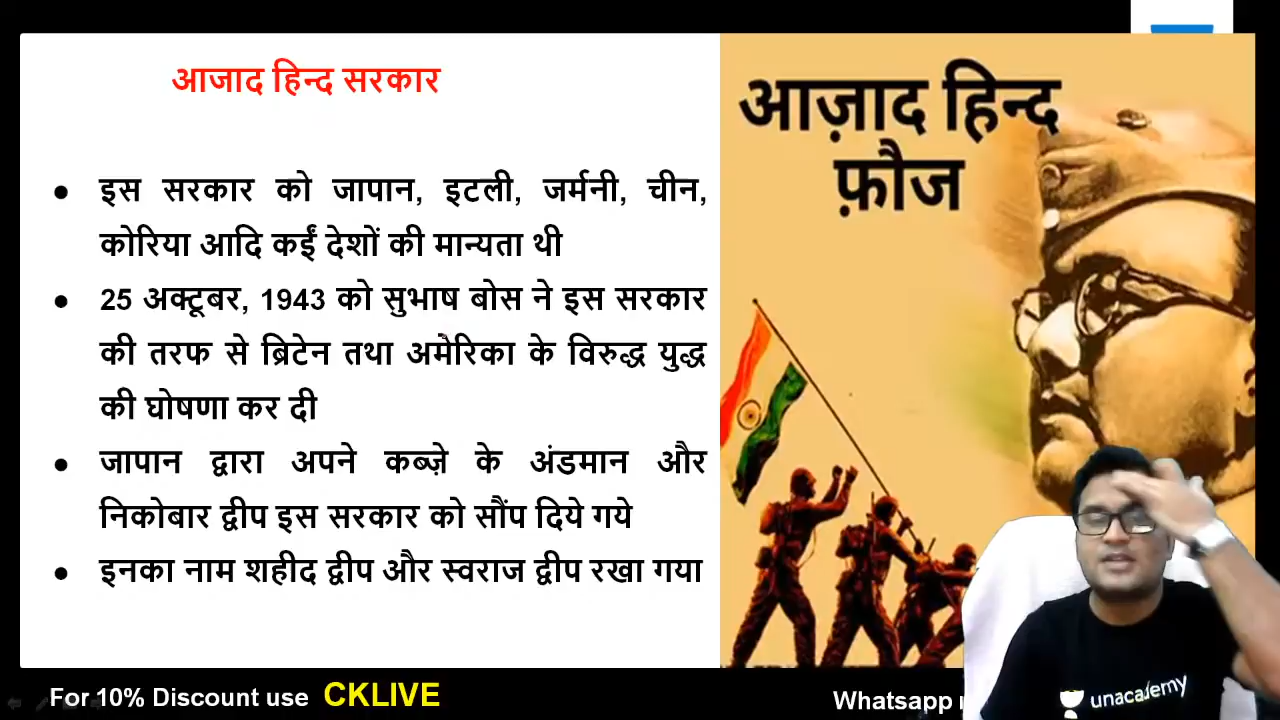 आजाद हिन्द सरकार
आज़ाद हिन्द
फ़ौज
● इस सरकार को जापान, इटली, जर्मनी, चीन,
कोरिया आदि कईं देशों की मान्यता थी
● 25 अक्टूबर, 1943 को सुभाष बोस ने इस सरकार
की तरफ से ब्रिटेन तथा अमेरिका के विरुद्ध युद्ध
की घोषणा कर दी
● जापान द्वारा अपने कब्ज़े के अंडमान और
निकोबार द्वीप इस सरकार को सौंप दिये गये
● इनका नाम शहीद द्वीप और स्वराज द्वीप रखा गया
unacademy
For 10% Discount use CKLIVE
Whatsapp